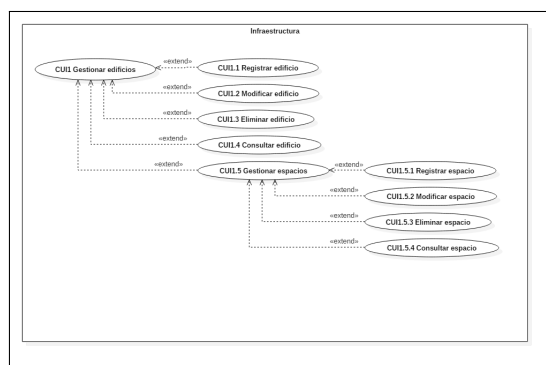 Infraestructura
CUI1 Gestionar edificios
«extend»
CUI1.1 Registrar edificio
«extend»
CUI1.2 Modificar edificio
«extend»
CUI1.3 Eliminar edificio
«extend»
CUI1.4 Consultar edificio
«extend»
CUI1.5 Gestionar espacios
«extend»
CUI1.5.1 Registrar espacio
«extend»
CUI1.5.2 Modificar espacio
«extend»
CUI1.5.3 Eliminar espacio
«extend»
CUI1.5.4 Consultar espacio